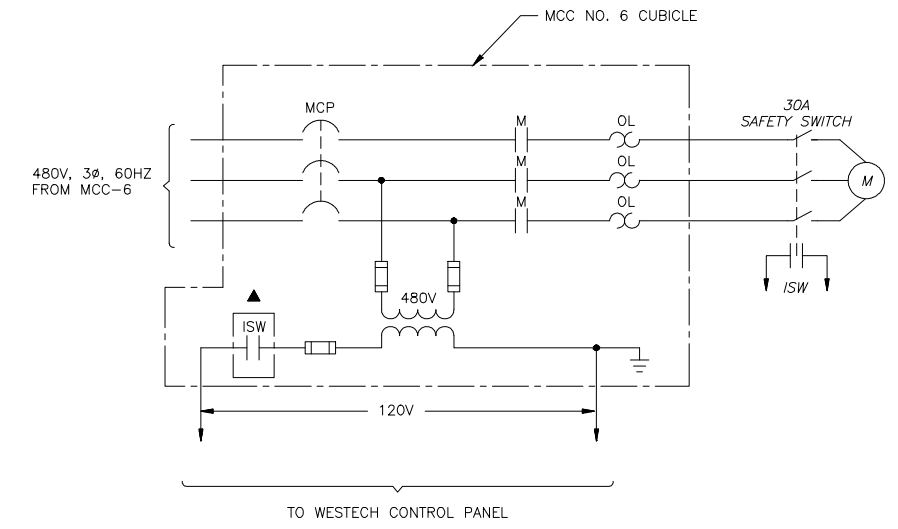 MCC NO. 6 CUBICLE
MCP
30A
SAFETY SWITCH
M
OL
480V, 3ø, 60HZ
FROM MCC-6
M
OL
M
M
OL
ISW
480V
ISW
120V
TO WESTECH CONTROL PANEL